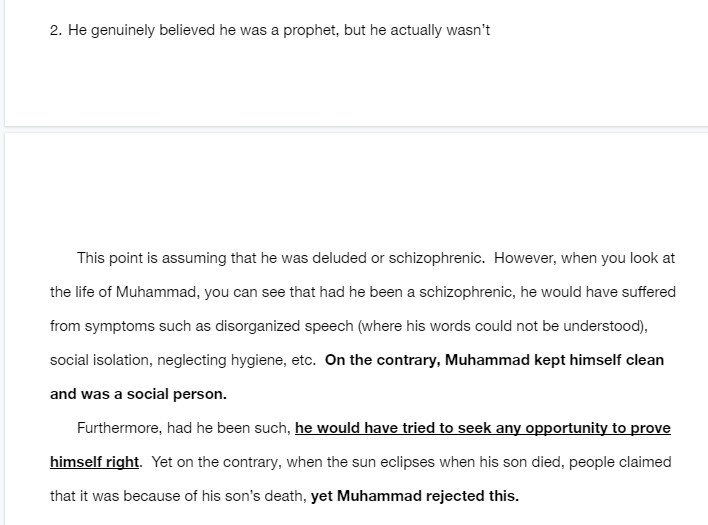 2. He genuinely believed he was a prophet, but he actually wasn't
This point is assuming that he was deluded or schizophrenic. However, when you look at
the life of Muhammad, you can see that had he been a schizophrenic, he would have suffered
from symptoms such as disorganized speech (where his words could not be understood),
social isolation, neglecting hygiene, etc. On the contrary, Muhammad kept himself clean
and was a social person.
Furthermore, had he been such, he would have tried to seek any opportunity to prove
himself right. Yet on the contrary, when the sun eclipses when his son died, people claimed
that it was because of his son's death, yet Muhammad rejected this.